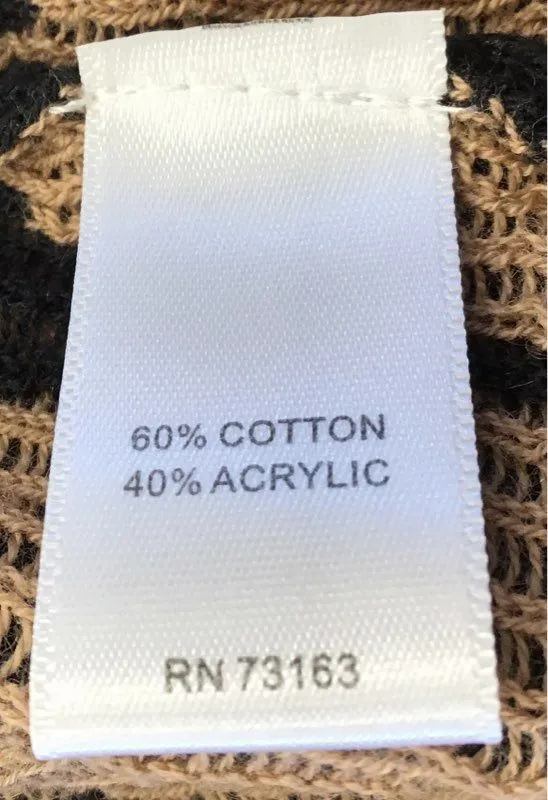 60% COTTON
40% ACRYLIC
RN 73163